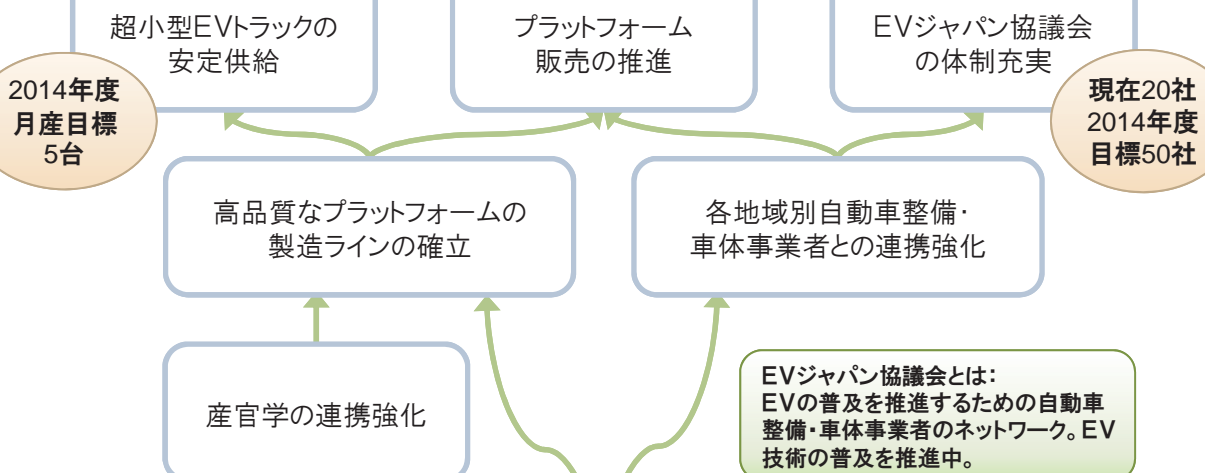 超小型EVトラックの
安定供給
プラットフォーム
販売の推進
EVジャパン協議会
の体制充実
2014年度
月産目標
5台
現在20社
2014年度
目標50社
高品質なプラットフォームの
製造ラインの確立
各地域別自動車整備・
車体事業者との連携強化
産官学の連携強化
EVジャパン協議会とは：
EVの普及を推進するための自動車
整備・車体事業者のネットワーク。EV
技術の普及を推進中。